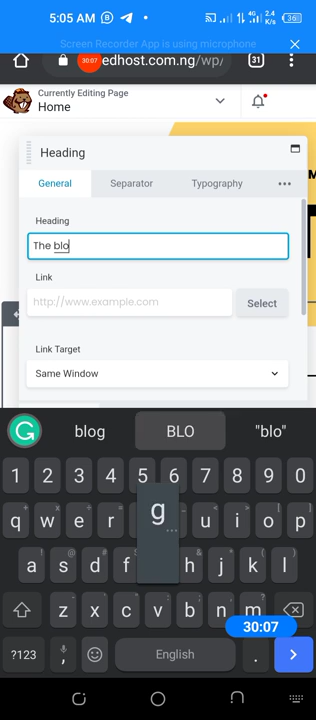 5:05 AM B 4G 2.4 K/s 36
Screen Recorder App is using microphone
30:07 edhost.com.ng/wp/ 31
Currently Editing Page
Home
Heading
General Separator Typography
Heading
The blo
Link
http://www.example.com Select
Link Target
Same Window
blog BLO "blo"
1 2 3 4 5 6 7 8 9 0
q w e r u i o p
g
a s d f h j k l
z x c v b n m
30:07
?123 , English .